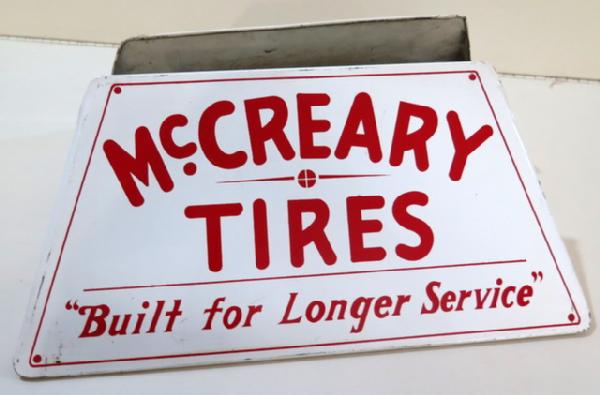 McCREARY
TIRES
"Built for Longer Service"